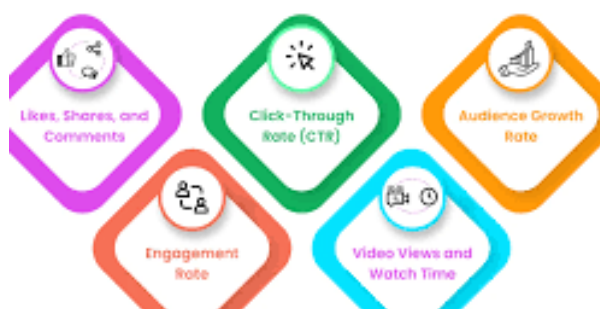 Likes, Shares, and
Comments
Click-Through
Rate (CTR)
Audience Growth
Rate
Engagement
Rate
Video Views and
Watch Time